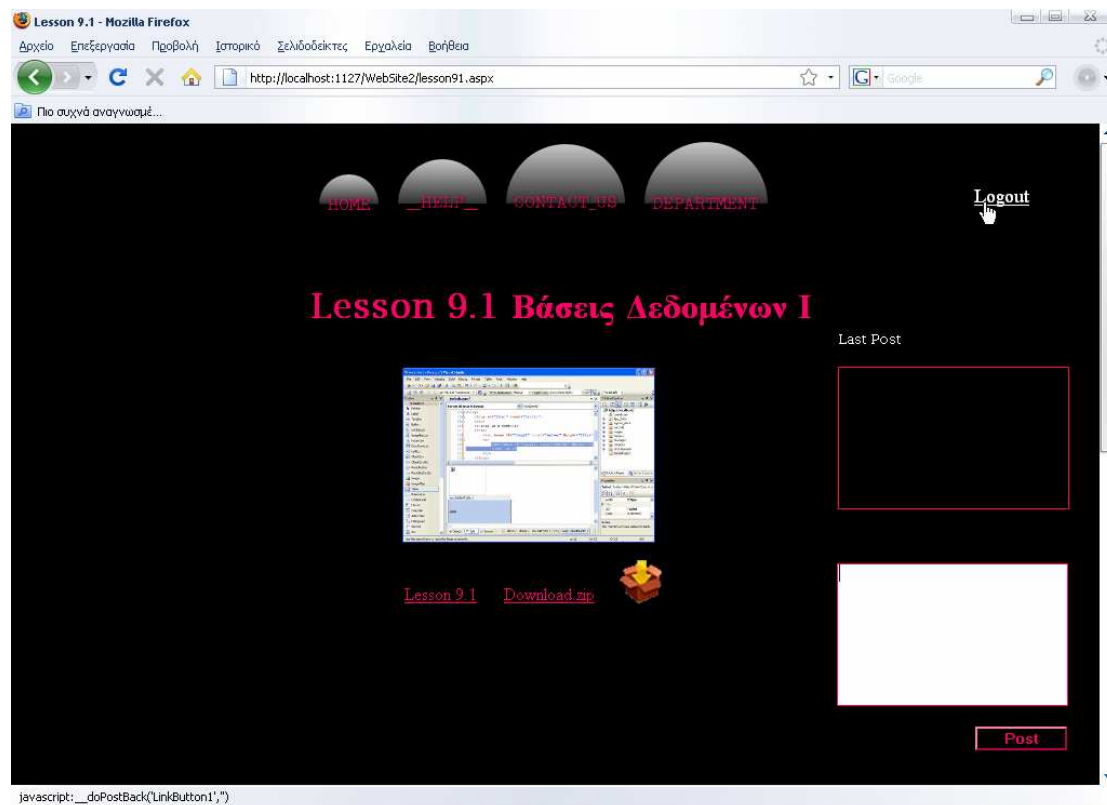 Lesson 9.1 - Mozilla Firefox
Αρχείο Επεξεργασία Προβολή Ιστορικό Σελιδοδείκτες Εργαλεία Βοήθεια
http://localhost:1127/WebSite2/lesson91.aspx
G Google
Πιο συχνά αναγνωσμέ...
HOME __HELP__ CONTACT_US DEPARTMENT
Logout
Lesson 9.1 Βάσεις Δεδομένων Ι
Last Post
Lesson 9.1 Download.zip
Post
javascript:__doPostBack('LinkButton1','')